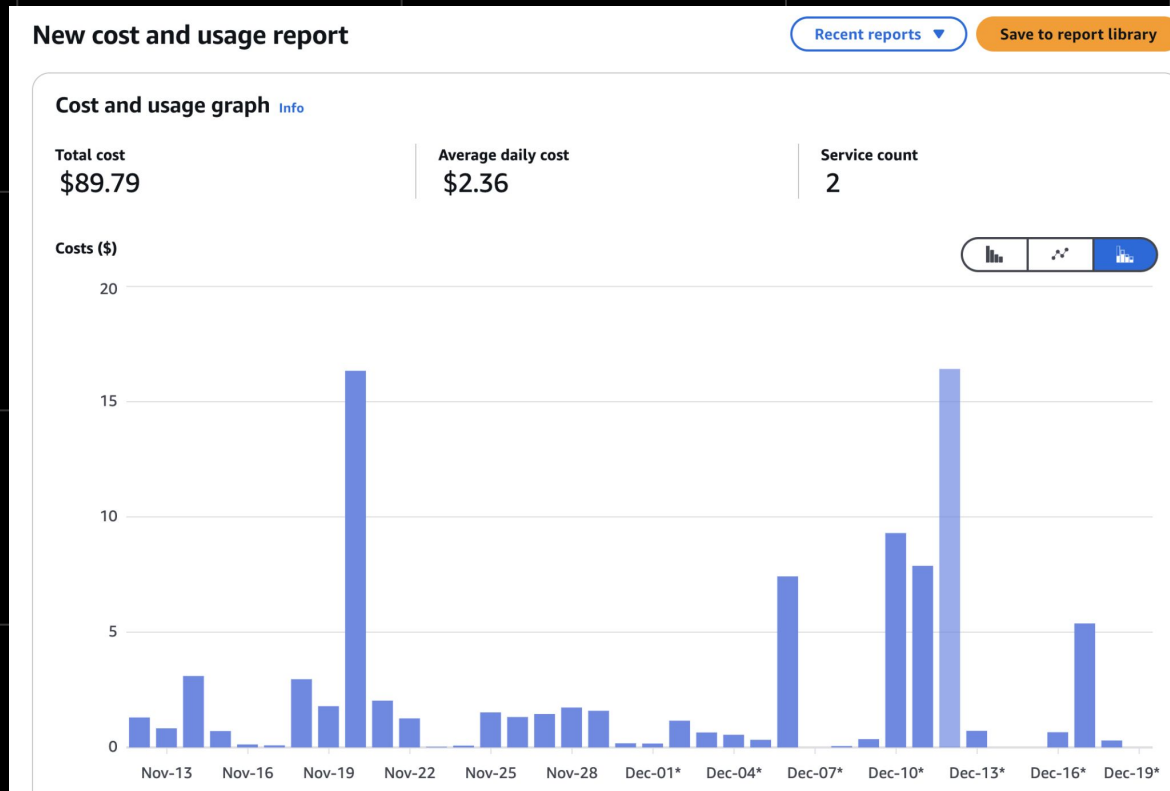 New cost and usage report
Recent reports ▼
Save to report library
Cost and usage graph Info
Total cost
$89.79
Average daily cost
$2.36
Service count
2
Costs ($)
20
15
10
5
0
Nov-13 Nov-16 Nov-19 Nov-22 Nov-25 Nov-28 Dec-01* Dec-04* Dec-07* Dec-10* Dec-13* Dec-16* Dec-19*